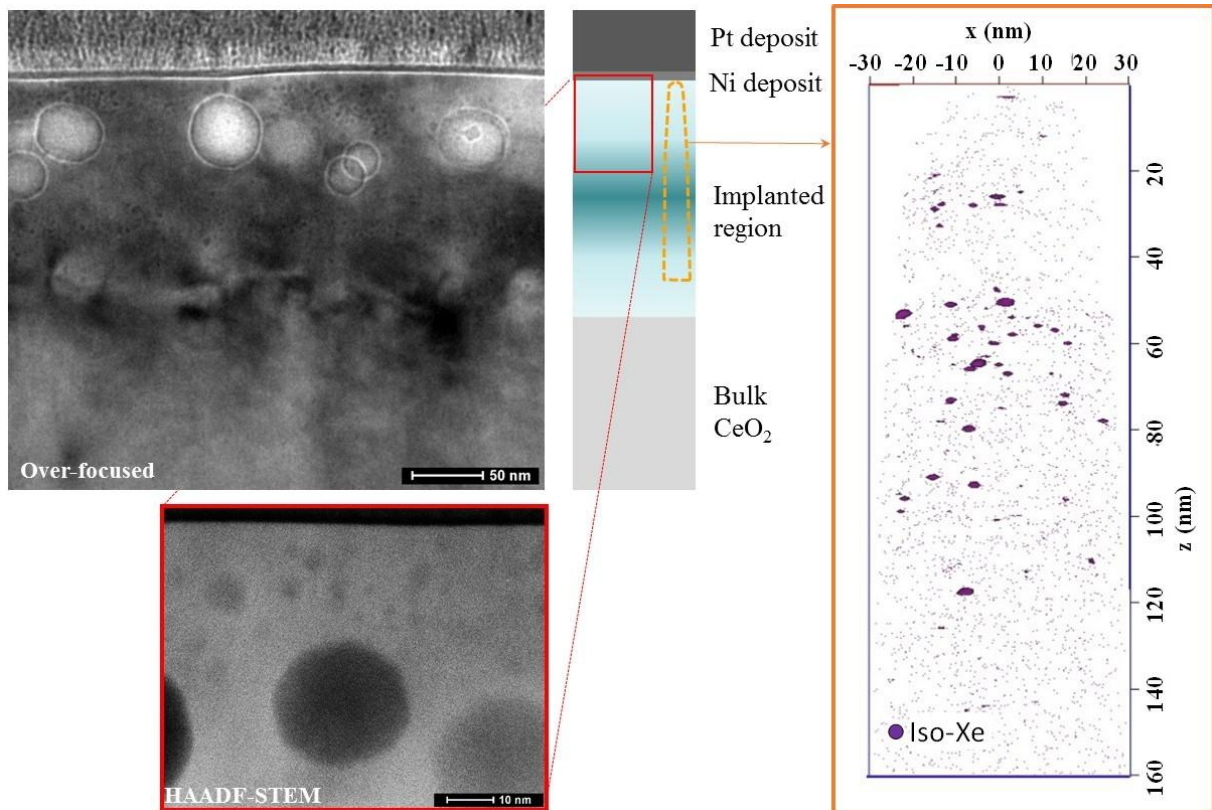 Over-focused
50 nm
HAADF-STEM
10 nm
Pt deposit
Ni deposit
Implanted
region
Bulk
CeO₂
x (nm)
-30 -20 -10 0 10 20 30
20
40
60
80
100
120
140
160
z (nm)
Iso-Xe